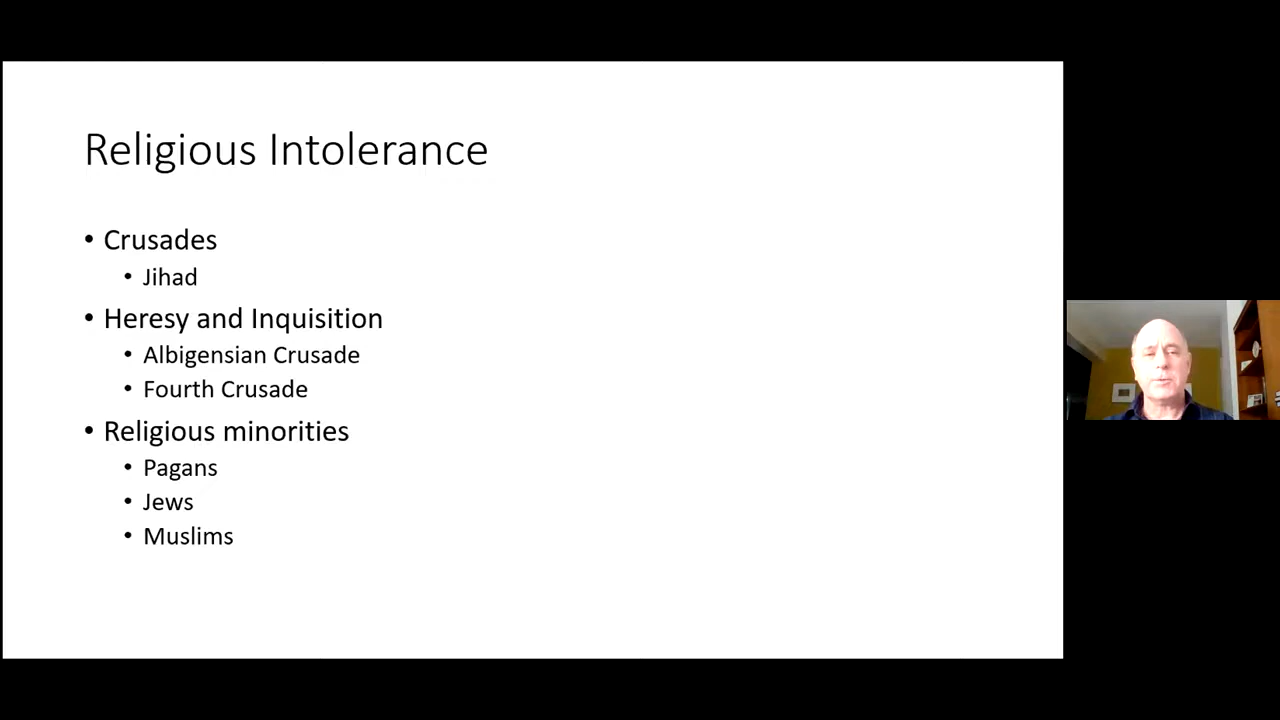 Religious Intolerance
• Crusades
• Jihad
• Heresy and Inquisition
• Albigensian Crusade
• Fourth Crusade
• Religious minorities
• Pagans
• Jews
• Muslims